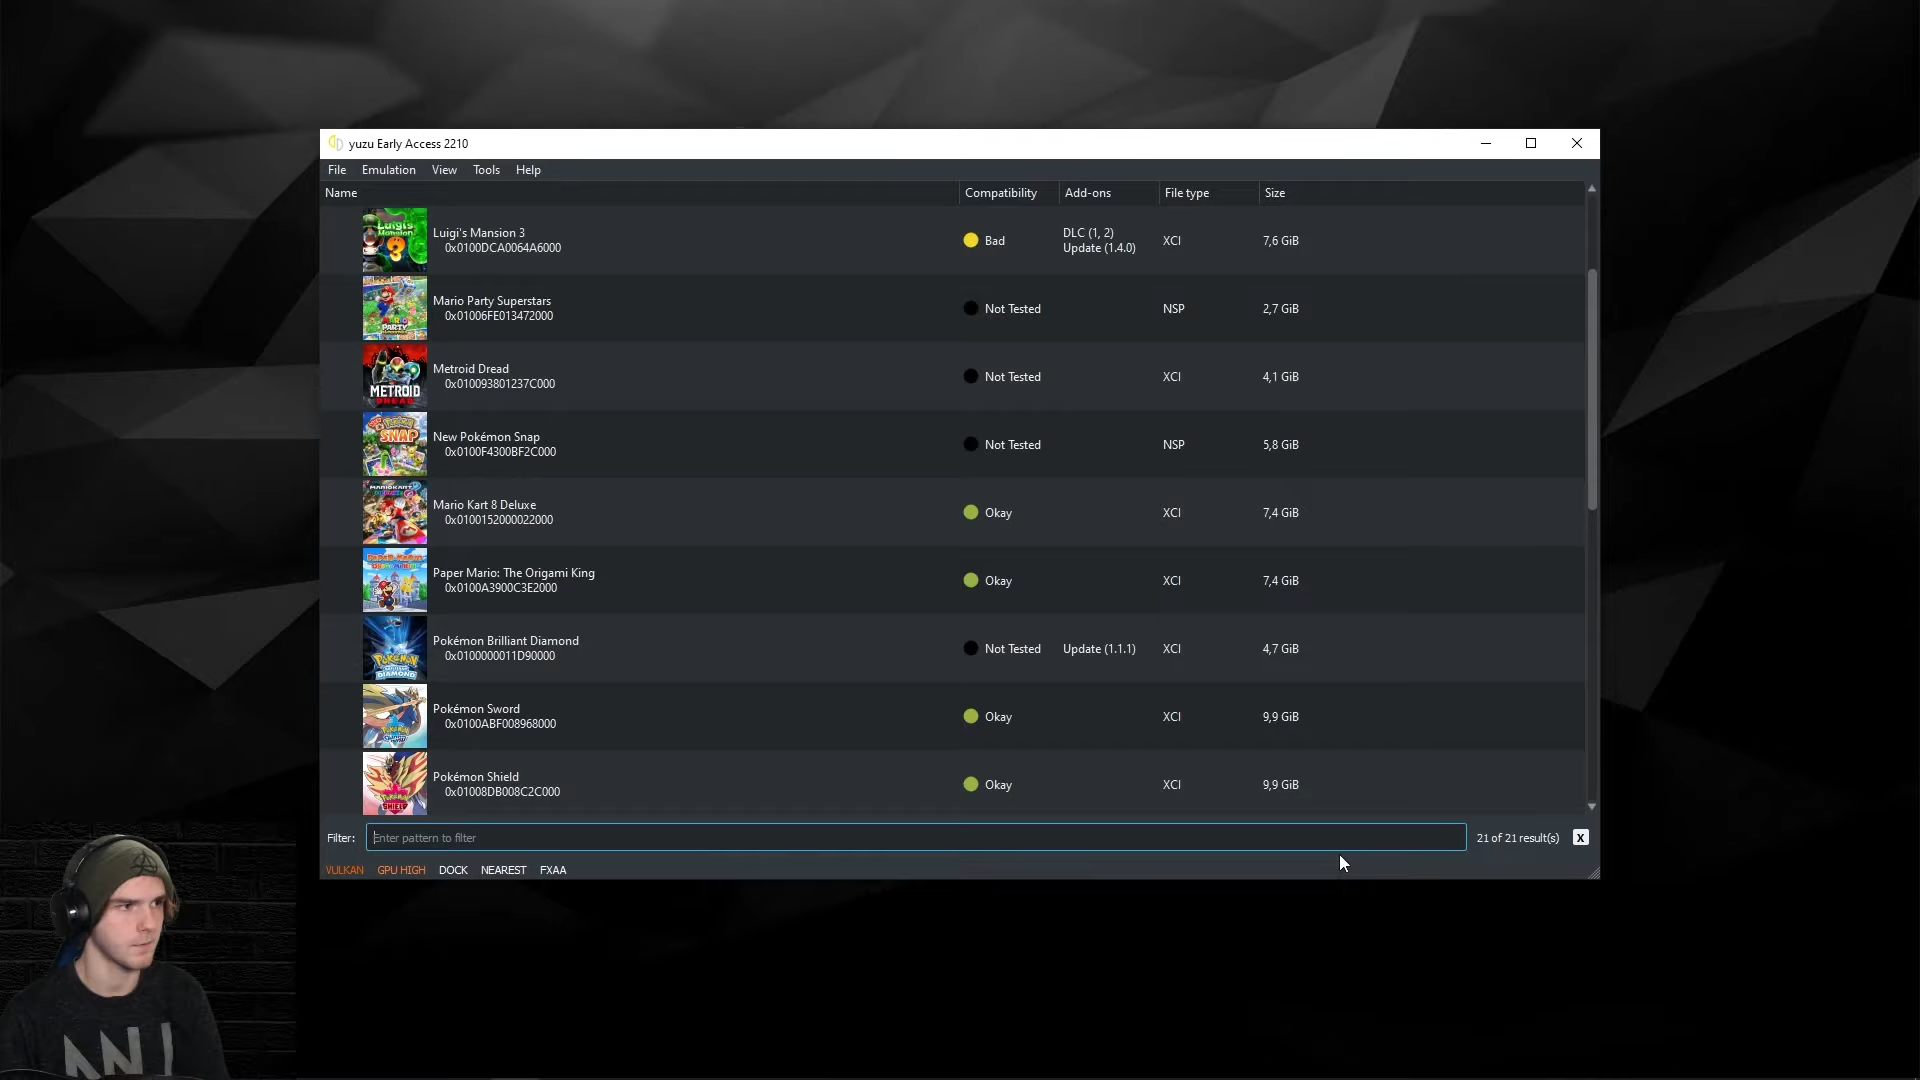 yuzu Early Access 2210
File Emulation View Tools Help
Name Compatibility Add-ons File type Size
Luigi's Mansion 3
0x0100DCA0064A6000
Bad
DLC (1, 2)
Update (1.4.0)
XCI
7,6 GiB
Mario Party Superstars
0x01006FE013472000
Not Tested
NSP
2,7 GiB
METROID
DREAD
Metroid Dread
0x010093801237C000
Not Tested
XCI
4,1 GiB
SNAP
New Pokémon Snap
0x0100F4300BF2C000
Not Tested
NSP
5,8 GiB
Mario Kart 8 Deluxe
0x0100152000022000
Okay
XCI
7,4 GiB
Paper Mario: The Origami King
0x0100A3900C3E2000
Okay
XCI
7,4 GiB
Pokémon Brilliant Diamond
0x0100000011D90000
Not Tested
Update (1.1.1)
XCI
4,7 GiB
Pokémon Sword
0x0100ABF008968000
Okay
XCI
9,9 GiB
Pokémon Shield
0x01008DB008C2C000
Okay
XCI
9,9 GiB
Filter: Enter pattern to filter 21 of 21 result(s) X
VULKAN GPU HIGH DOCK NEAREST FXAA